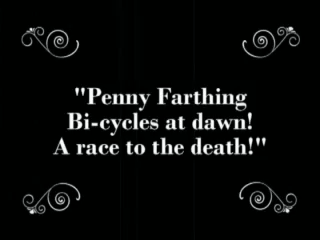 "Penny Farthing
Bi-cycles at dawn!
A race to the death!"